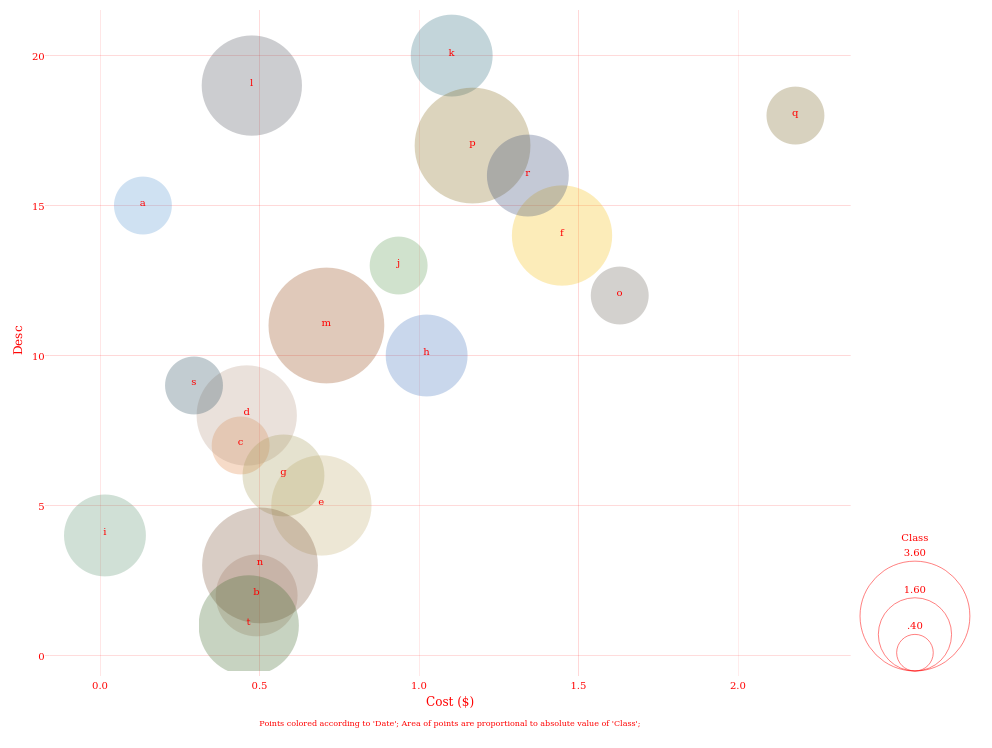 20
15
10
5
0
Desc
k
l
q
p
r
a
f
j
o
m
h
s
d
c
g
e
i
n
b
t
0.0 0.5 1.0 1.5 2.0
Cost ($)
Class
3.60
1.60
.40
Points colored according to 'Date'; Area of points are proportional to absolute value of 'Class';